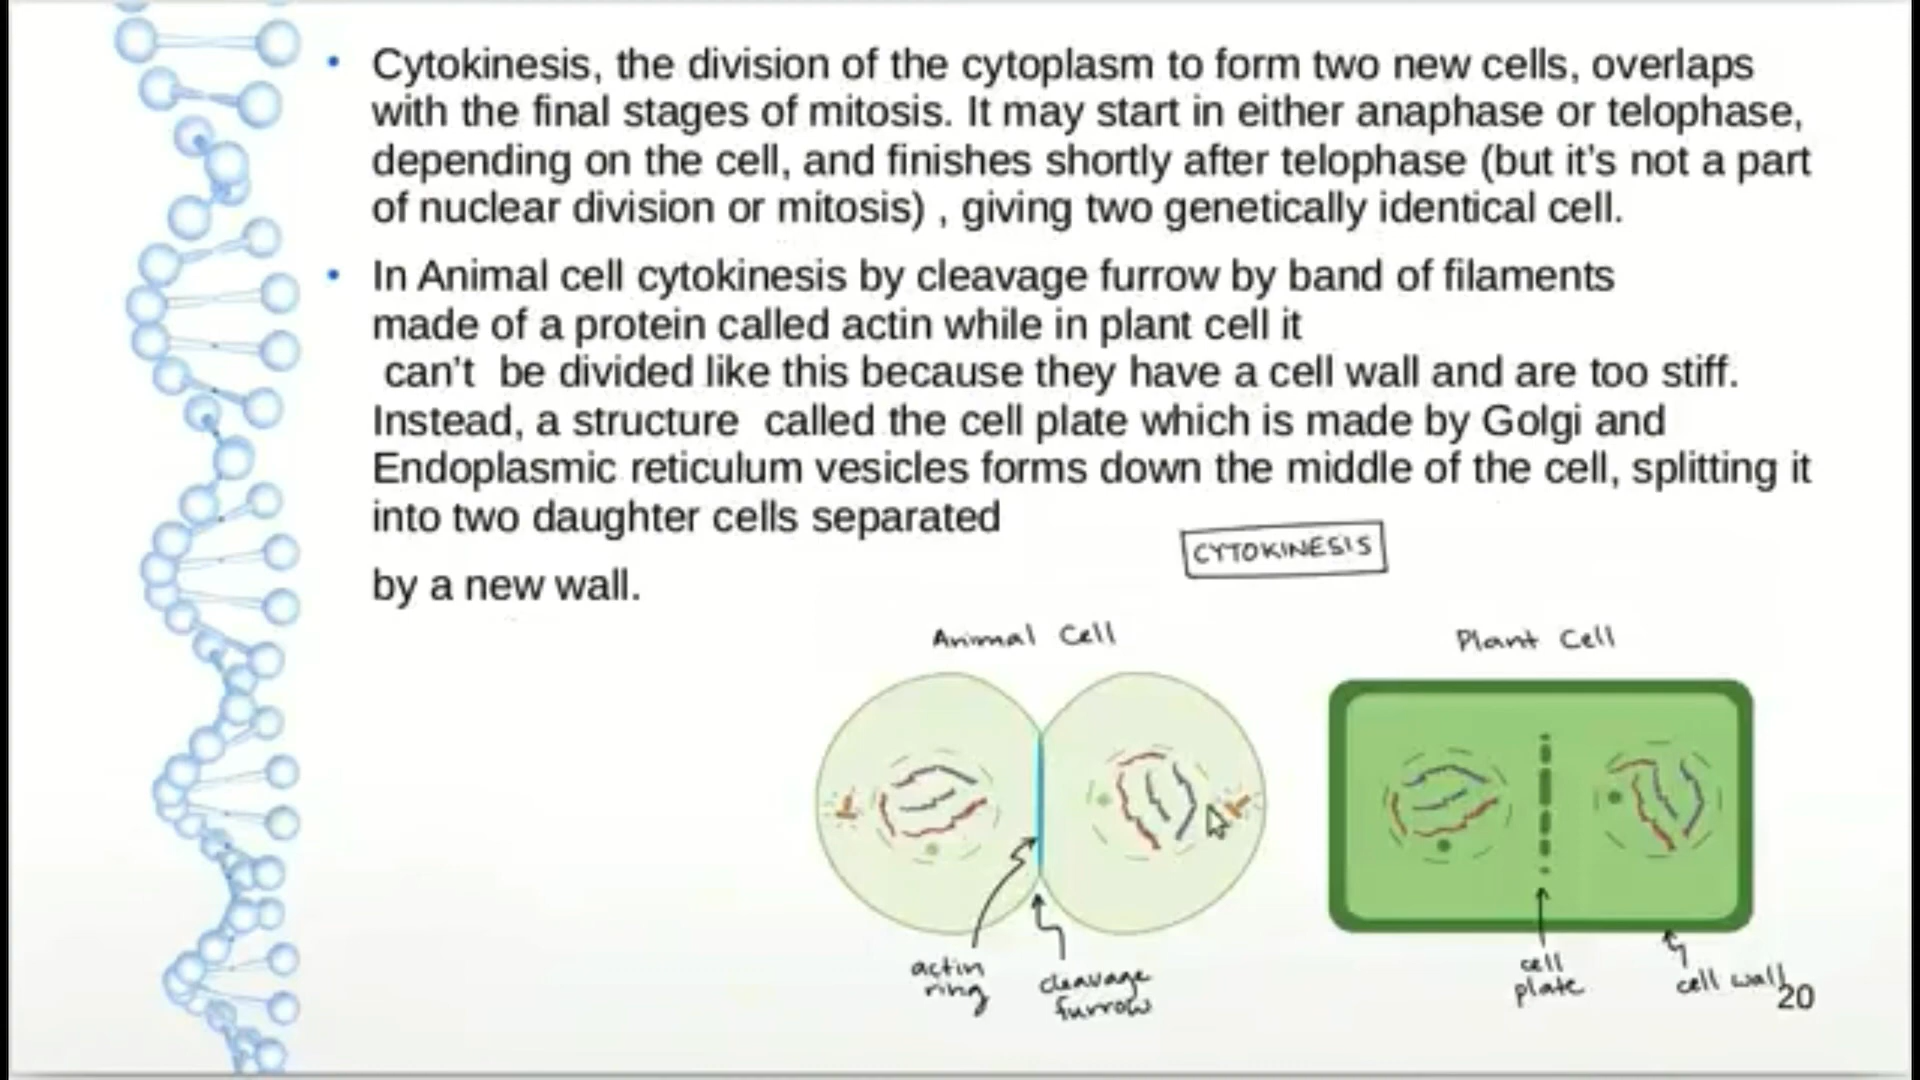 • Cytokinesis, the division of the cytoplasm to form two new cells, overlaps
with the final stages of mitosis. It may start in either anaphase or telophase,
depending on the cell, and finishes shortly after telophase (but it's not a part
of nuclear division or mitosis) , giving two genetically identical cell.
• In Animal cell cytokinesis by cleavage furrow by band of filaments
made of a protein called actin while in plant cell it
can't be divided like this because they have a cell wall and are too stiff.
Instead, a structure called the cell plate which is made by Golgi and
Endoplasmic reticulum vesicles forms down the middle of the cell, splitting it
into two daughter cells separated
by a new wall.
CYTOKINESIS
Animal Cell
Plant Cell
actin
ring
cleavage
furrow
cell
plate
cell wall
20